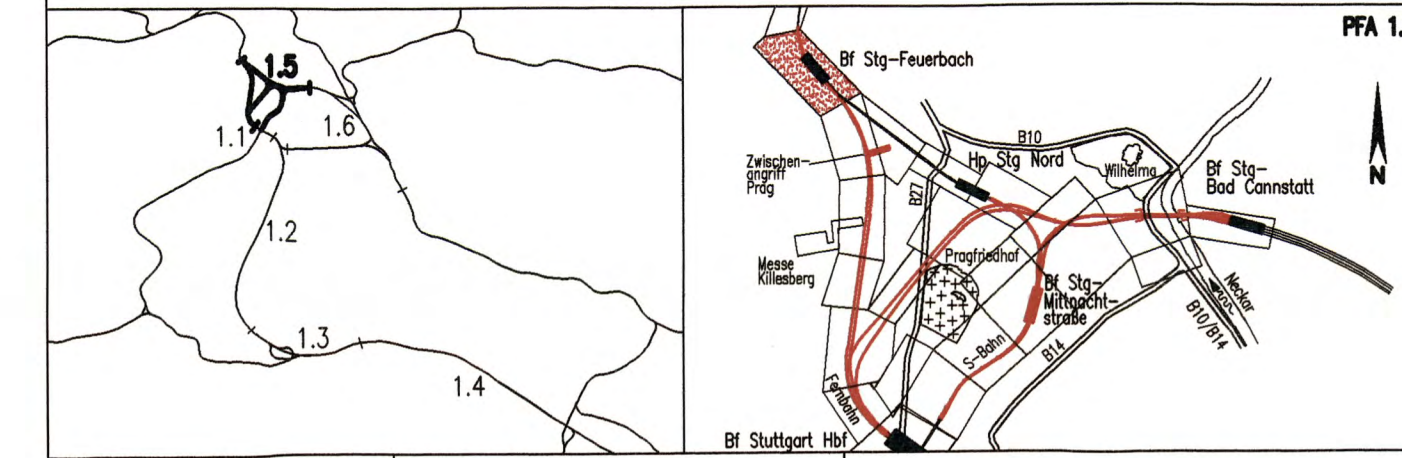 1.5
1.1
1.6
1.2
1.3
1.4
PFA 1.
Bf Stg-Feuerbach
B10
Zwischen-
angriff
Prag
Hp Stg Nord
Wilhelma
Bf Stg-
Bad Cannstatt
N
B27
Messe
Killesberg
Pragfriedhof
Bf Stg-
Mittnacht-
straße
Neckar
B10/B14
S-Bahn
B14
Fernbahn
Bf Stuttgart Hbf